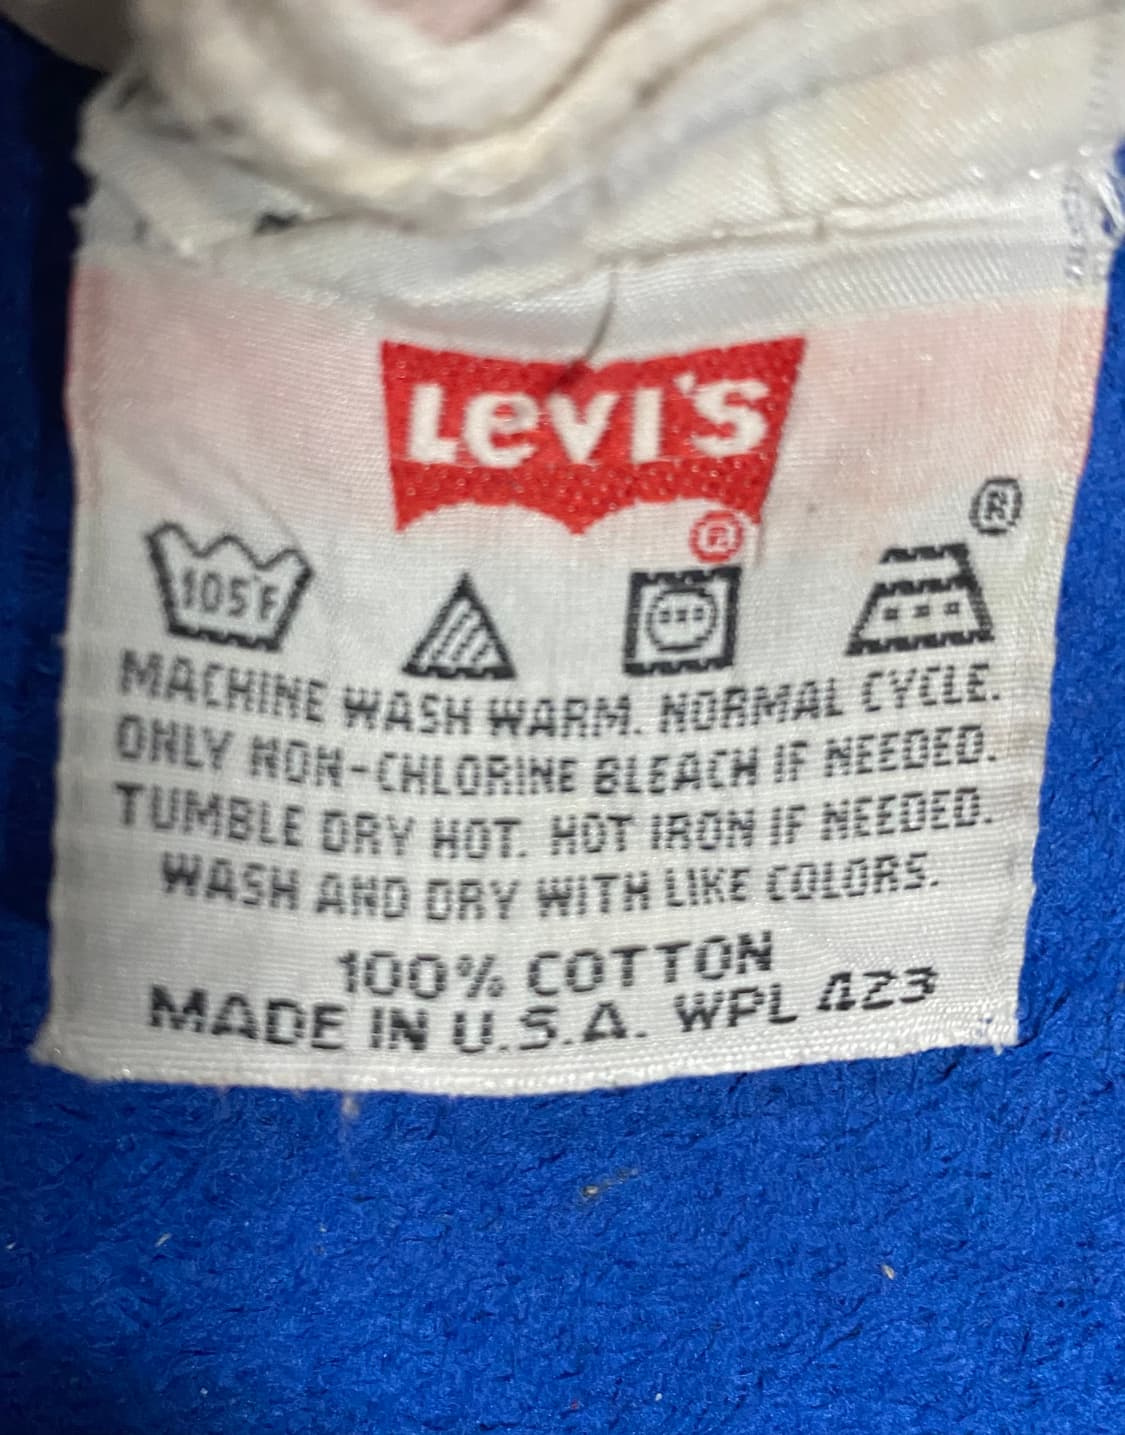 Levi's
®
®
105°F
MACHINE WASH WARM. NORMAL CYCLE.
ONLY NON-CHLORINE BLEACH IF NEEDED.
TUMBLE DRY HOT. HOT IRON IF NEEDED.
WASH AND DRY WITH LIKE COLORS.
100% COTTON
MADE IN U.S.A. WPL 423